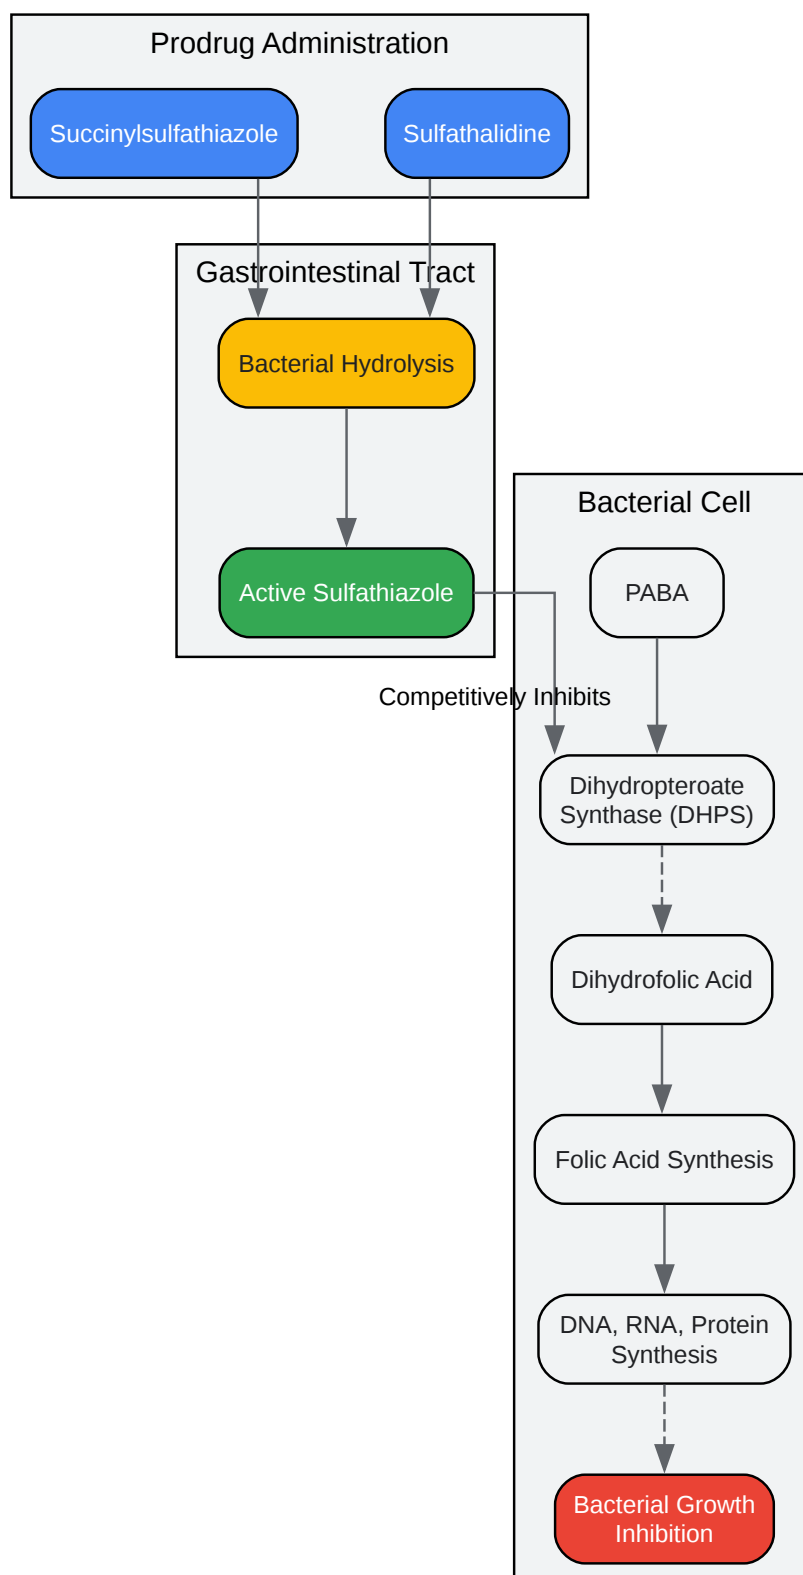 Prodrug Administration
Succinylsulfathiazole
Sulfathalidine
Gastrointestinal Tract
Bacterial Hydrolysis
Active Sulfathiazole
Bacterial Cell
PABA
Competitively Inhibits
Dihydropteroate
Synthase (DHPS)
Dihydrofolic Acid
Folic Acid Synthesis
DNA, RNA, Protein
Synthesis
Bacterial Growth
Inhibition